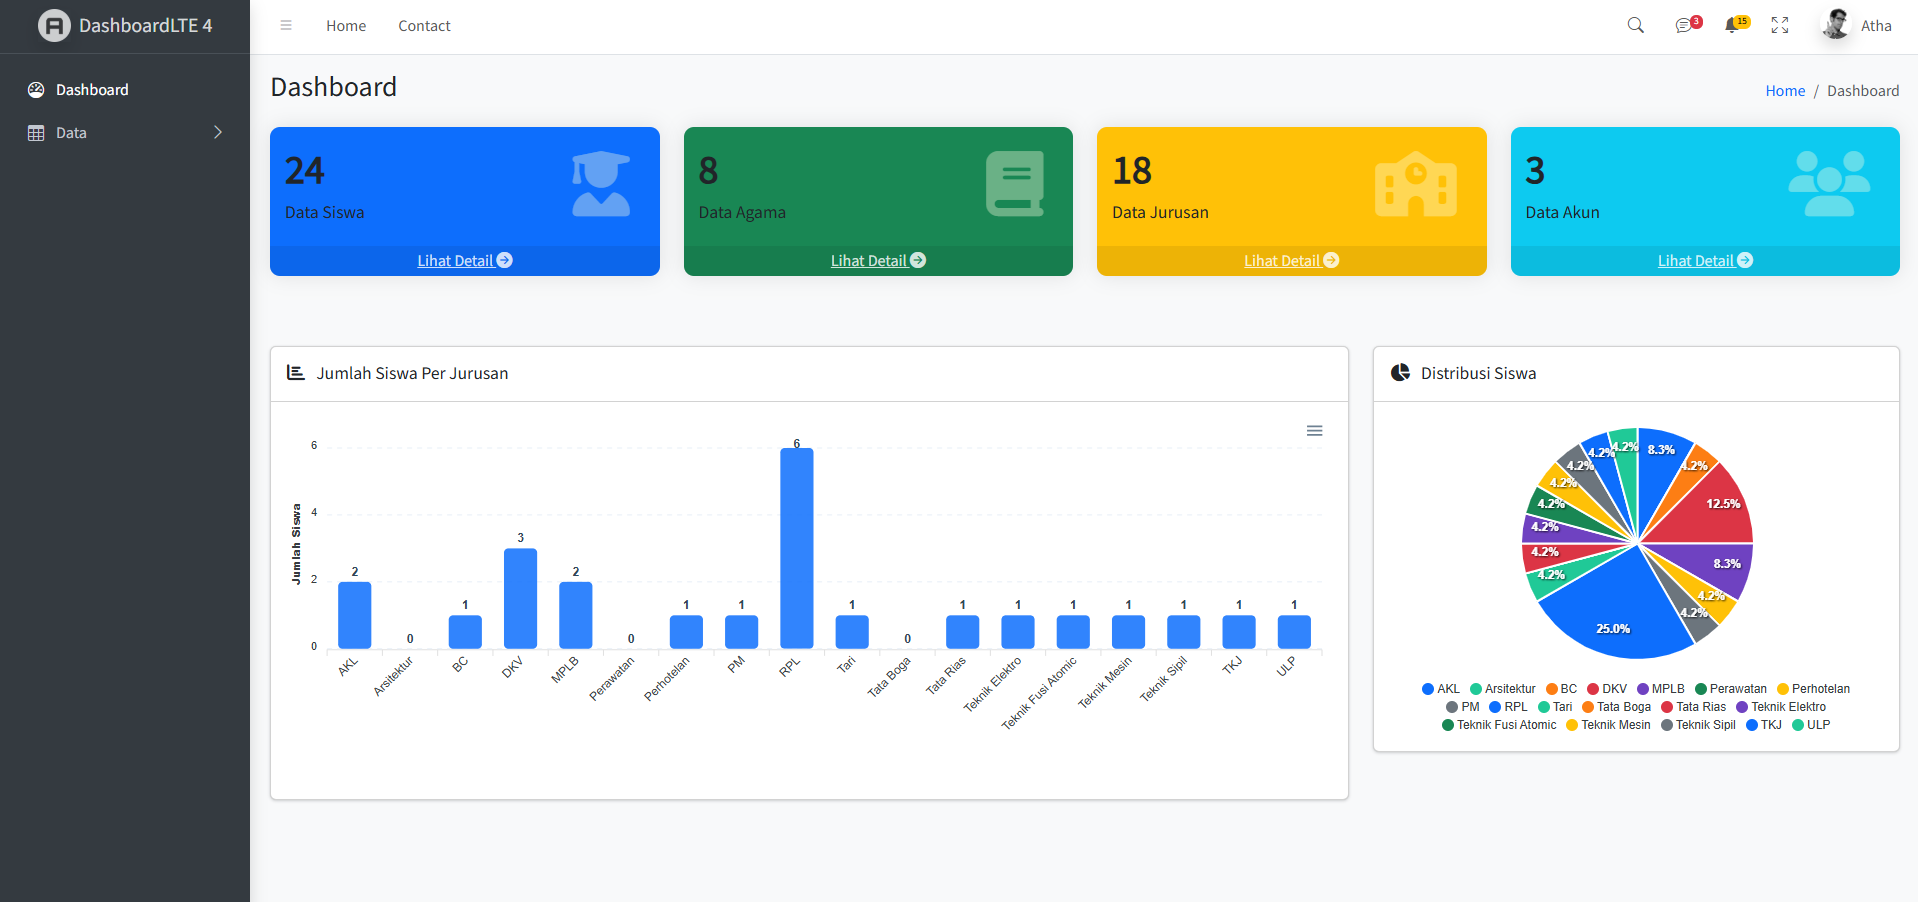 DashboardLTE 4
Home Contact
3
15
Atha
Dashboard
Data
Dashboard
Home / Dashboard
24
Data Siswa
Lihat Detail
8
Data Agama
Lihat Detail
18
Data Jurusan
Lihat Detail
3
Data Akun
Lihat Detail
Jumlah Siswa Per Jurusan
Jumlah Siswa
6
4
2
0
2
0
1
3
2
0
1
1
6
1
0
1
1
1
1
1
1
1
AKL
Arsitektur
BC
DKV
MPLB
Perawatan
Perhotelan
PM
RPL
Tari
Tata Boga
Tata Rias
Teknik Elektro
Teknik Fusi Atomic
Teknik Mesin
Teknik Sipil
TKJ
ULP
Distribusi Siswa
8.3%
4.2%
12.5%
8.3%
4.2%
4.2%
25.0%
4.2%
4.2%
4.2%
4.2%
4.2%
4.2%
4.2%
4.2%
AKL Arsitektur BC DKV MPLB Perawatan Perhotelan
PM RPL Tari Tata Boga Tata Rias Teknik Elektro
Teknik Fusi Atomic Teknik Mesin Teknik Sipil TKJ ULP